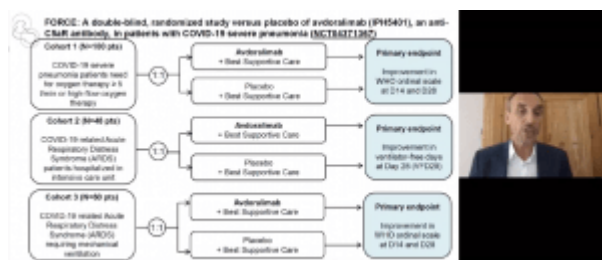 FORCE: A double-blind, randomized study versus placebo of avdoralimab (IPH5401), an anti-
C5aR antibody, in patients with COVID-19 severe pneumonia (NCT04371367)
Cohort 1 (N=100 pts)
COVID-19 severe
pneumonia patients need
for oxygen therapy ≥ 5
l/min or high-flow oxygen
therapy
1:1
Avdoralimab
+ Best Supportive Care
Placebo
+ Best Supportive Care
Primary endpoint
Improvement in
WHO ordinal scale
at D14 and D28
Cohort 2 (N=48 pts)
COVID-19 related Acute
Respiratory Distress
Syndrome (ARDS)
patients hospitalized in
intensive care unit
1:1
Avdoralimab
+ Best Supportive Care
Placebo
+ Best Supportive Care
Primary endpoint
Improvement in
ventilator-free days
at Day 28 (VFD28)
Cohort 3
COVID-19 related Acute
Respiratory Distress
Syndrome (ARDS)
requiring mechanical
ventilation
1:1
Avdoralimab
+ Best Supportive Care
Placebo
+ Best Supportive Care
Primary endpoint
Improvement in
WHO ordinal scale
at D14 and D28